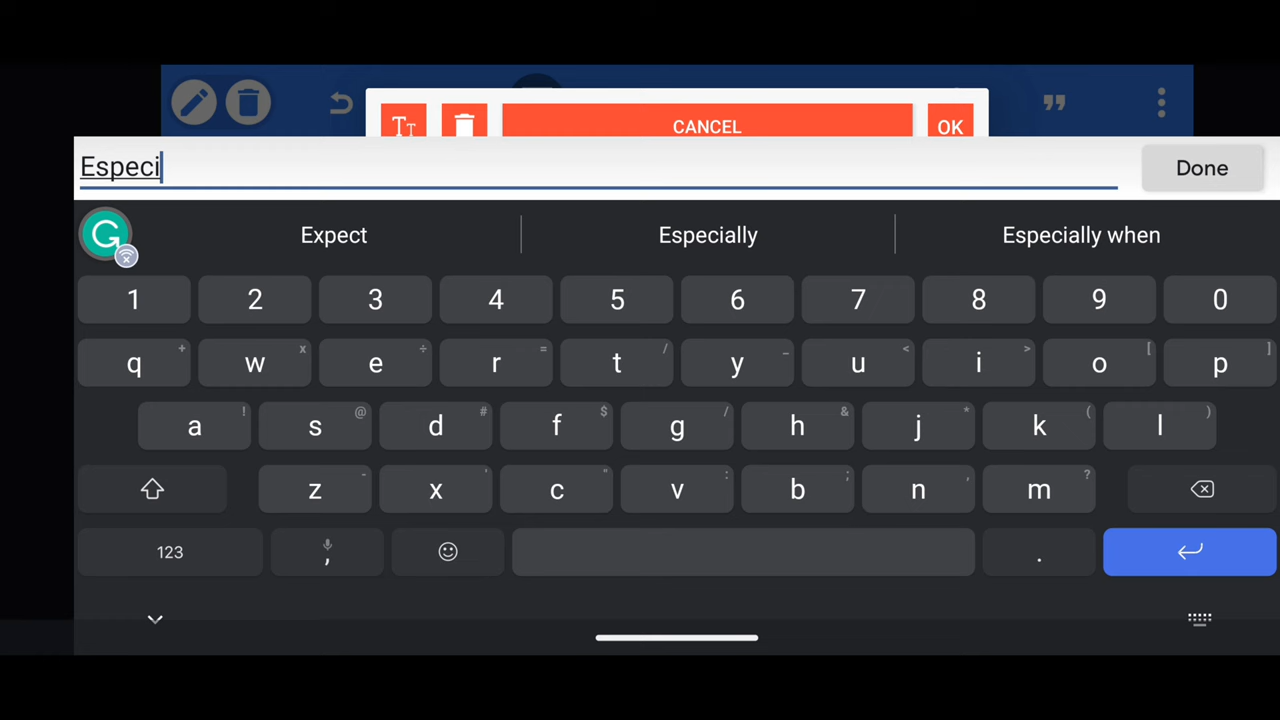 TT CANCEL OK
Especi Done
Expect Especially Especially when
1 2 3 4 5 6 7 8 9 0
q + w x e ÷ r = t / y _ u < i > o [ p ]
a ! s @ d # f $ g / h & j * k ( l )
z - x ' c " v : b ; n , m ?
123 , .